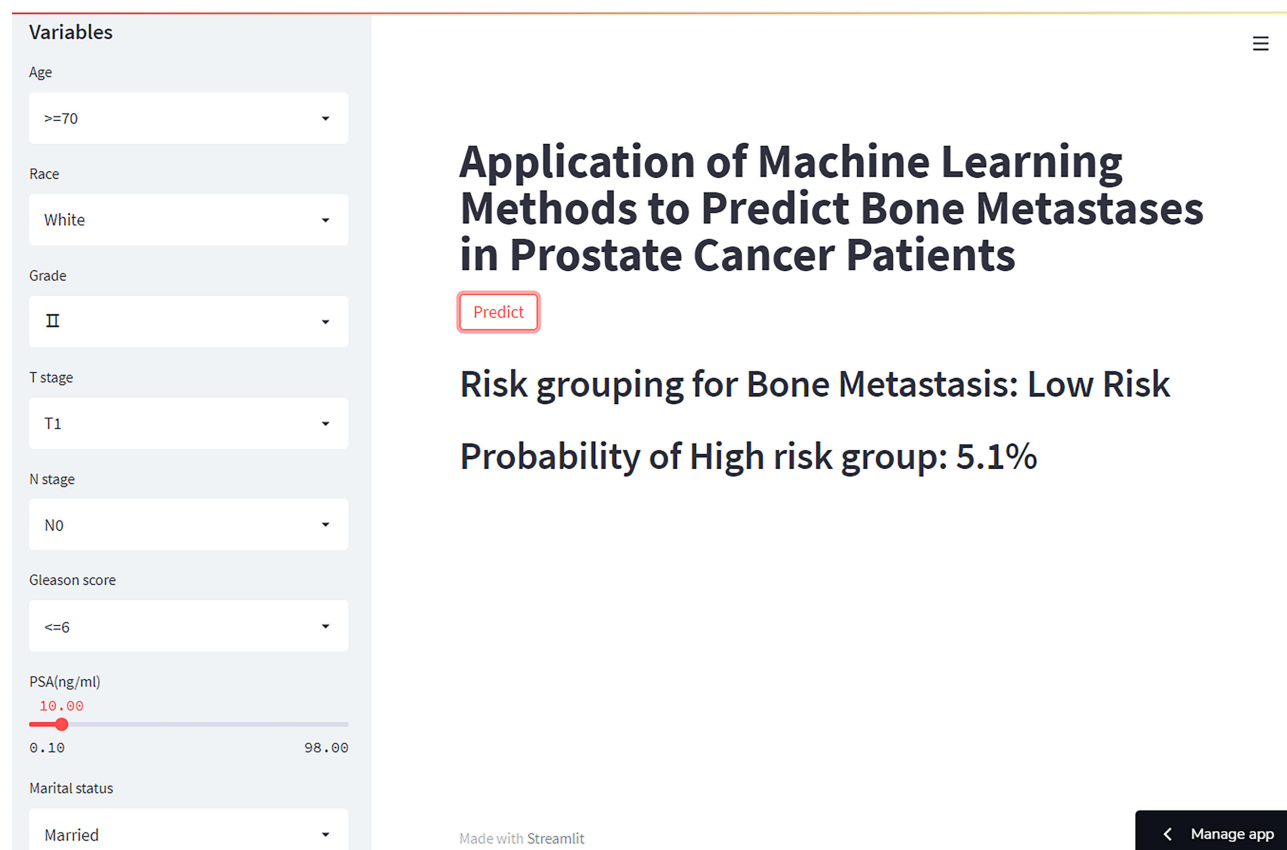 Variables
Age
>=70
Race
White
Grade
Ⅱ
T stage
T1
N stage
N0
Gleason score
<=6
PSA(ng/ml)
10.00
0.10 98.00
Marital status
Married
Application of Machine Learning
Methods to Predict Bone Metastases
in Prostate Cancer Patients
Predict
Risk grouping for Bone Metastasis: Low Risk
Probability of High risk group: 5.1%
Made with Streamlit
Manage app